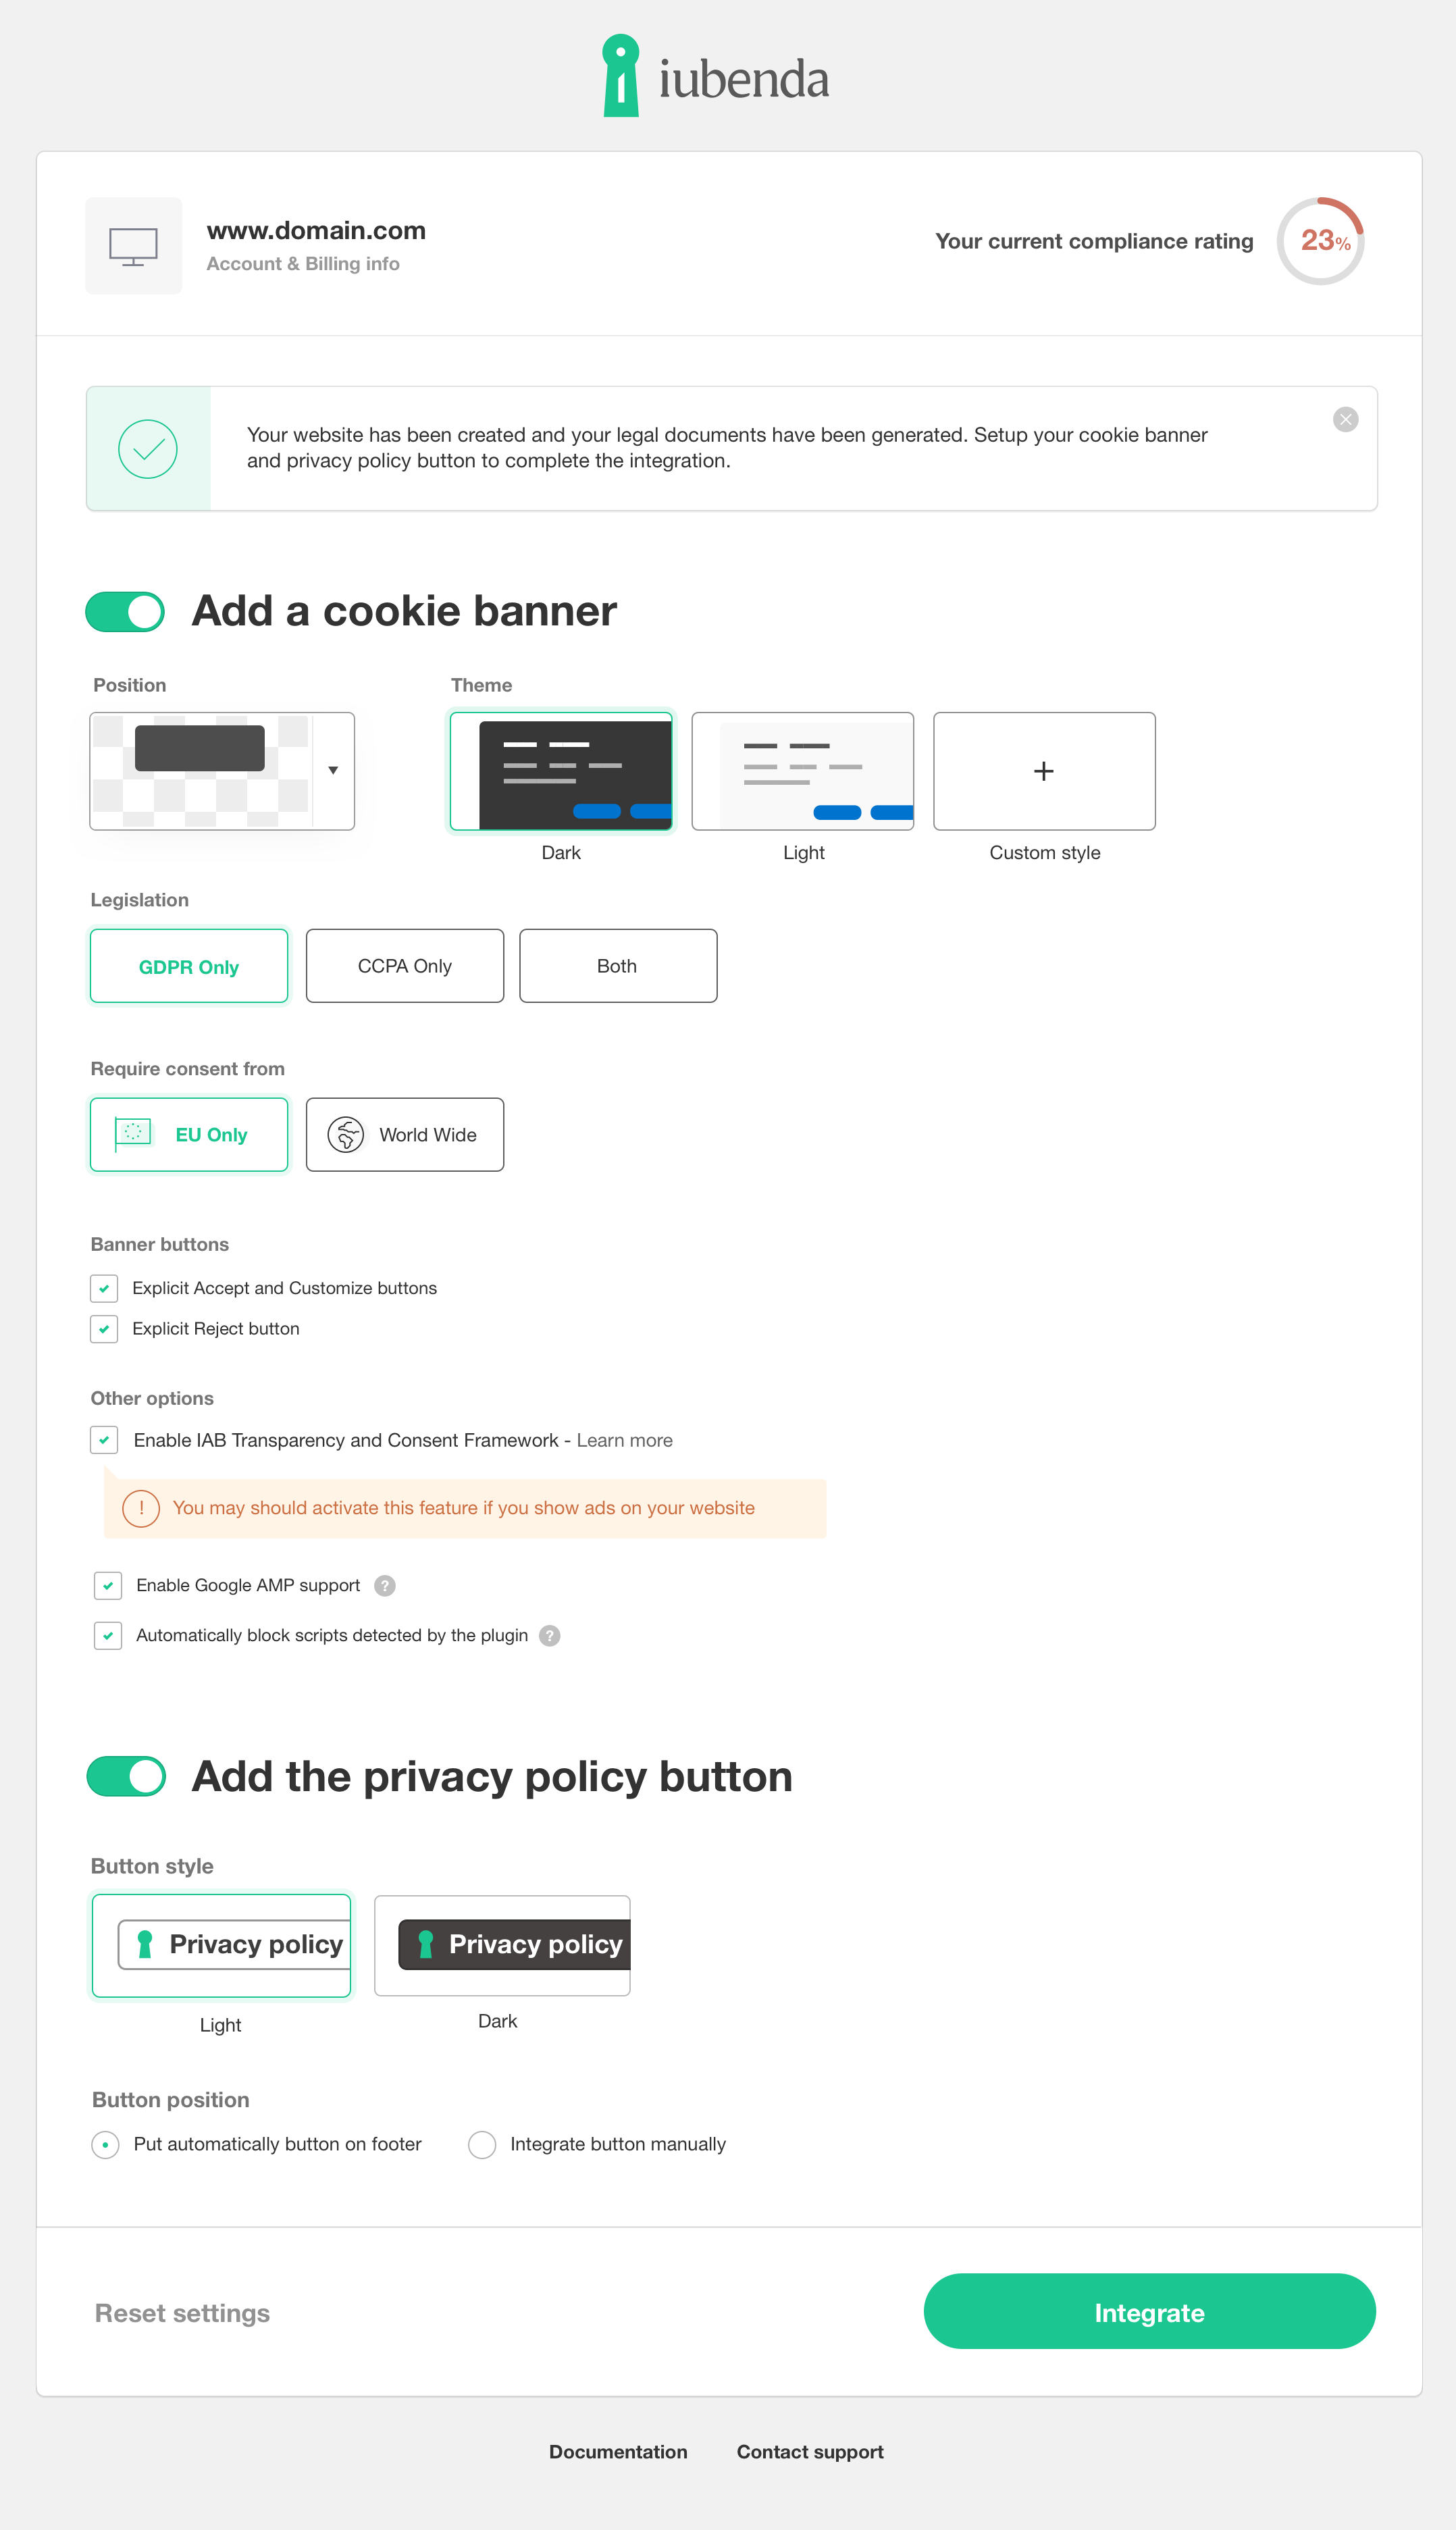 iubenda
www.domain.com
Account & Billing info
Your current compliance rating
23%
Your website has been created and your legal documents have been generated. Setup your cookie banner
and privacy policy button to complete the integration.
Add a cookie banner
Position
Theme
Dark
Light
Custom style
Legislation
GDPR Only
CCPA Only
Both
Require consent from
EU Only
World Wide
Banner buttons
Explicit Accept and Customize buttons
Explicit Reject button
Other options
Enable IAB Transparency and Consent Framework - Learn more
! You may should activate this feature if you show ads on your website
Enable Google AMP support ?
Automatically block scripts detected by the plugin ?
Add the privacy policy button
Button style
Privacy policy
Privacy policy
Light
Dark
Button position
Put automatically button on footer
Integrate button manually
Reset settings
Integrate
Documentation
Contact support